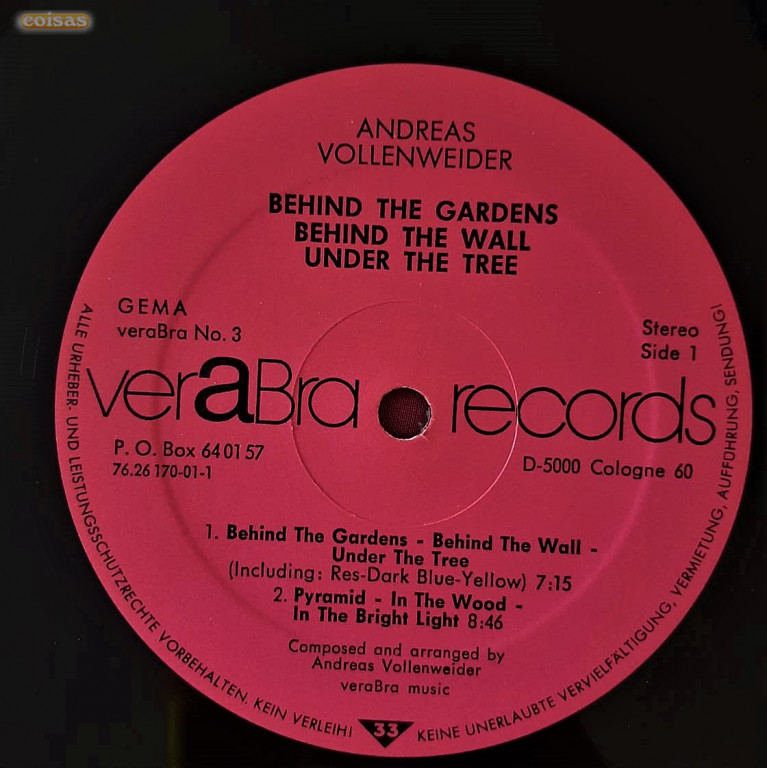 coisas
ANDREAS
VOLLENWEIDER
BEHIND THE GARDENS
BEHIND THE WALL
UNDER THE TREE
GEMA
veraBra No. 3
Stereo
Side 1
veraBra records
P. O. Box 64 01 57
76.26 170-01-1
D-5000 Cologne 60
1. Behind The Gardens - Behind The Wall -
Under The Tree
(Including: Res-Dark Blue-Yellow) 7:15
2. Pyramid - In The Wood -
In The Bright Light 8:46
Composed and arranged by
Andreas Vollenweider
veraBra music
ALLE URHEBER- UND LEISTUNGSSCHUTZRECHTE VORBEHALTEN. KEIN VERLEIH! KEINE UNERLAUBTE VERVIELFÄLTIGUNG, VERMIETUNG, AUFFÜHRUNG, SENDUNG!
33